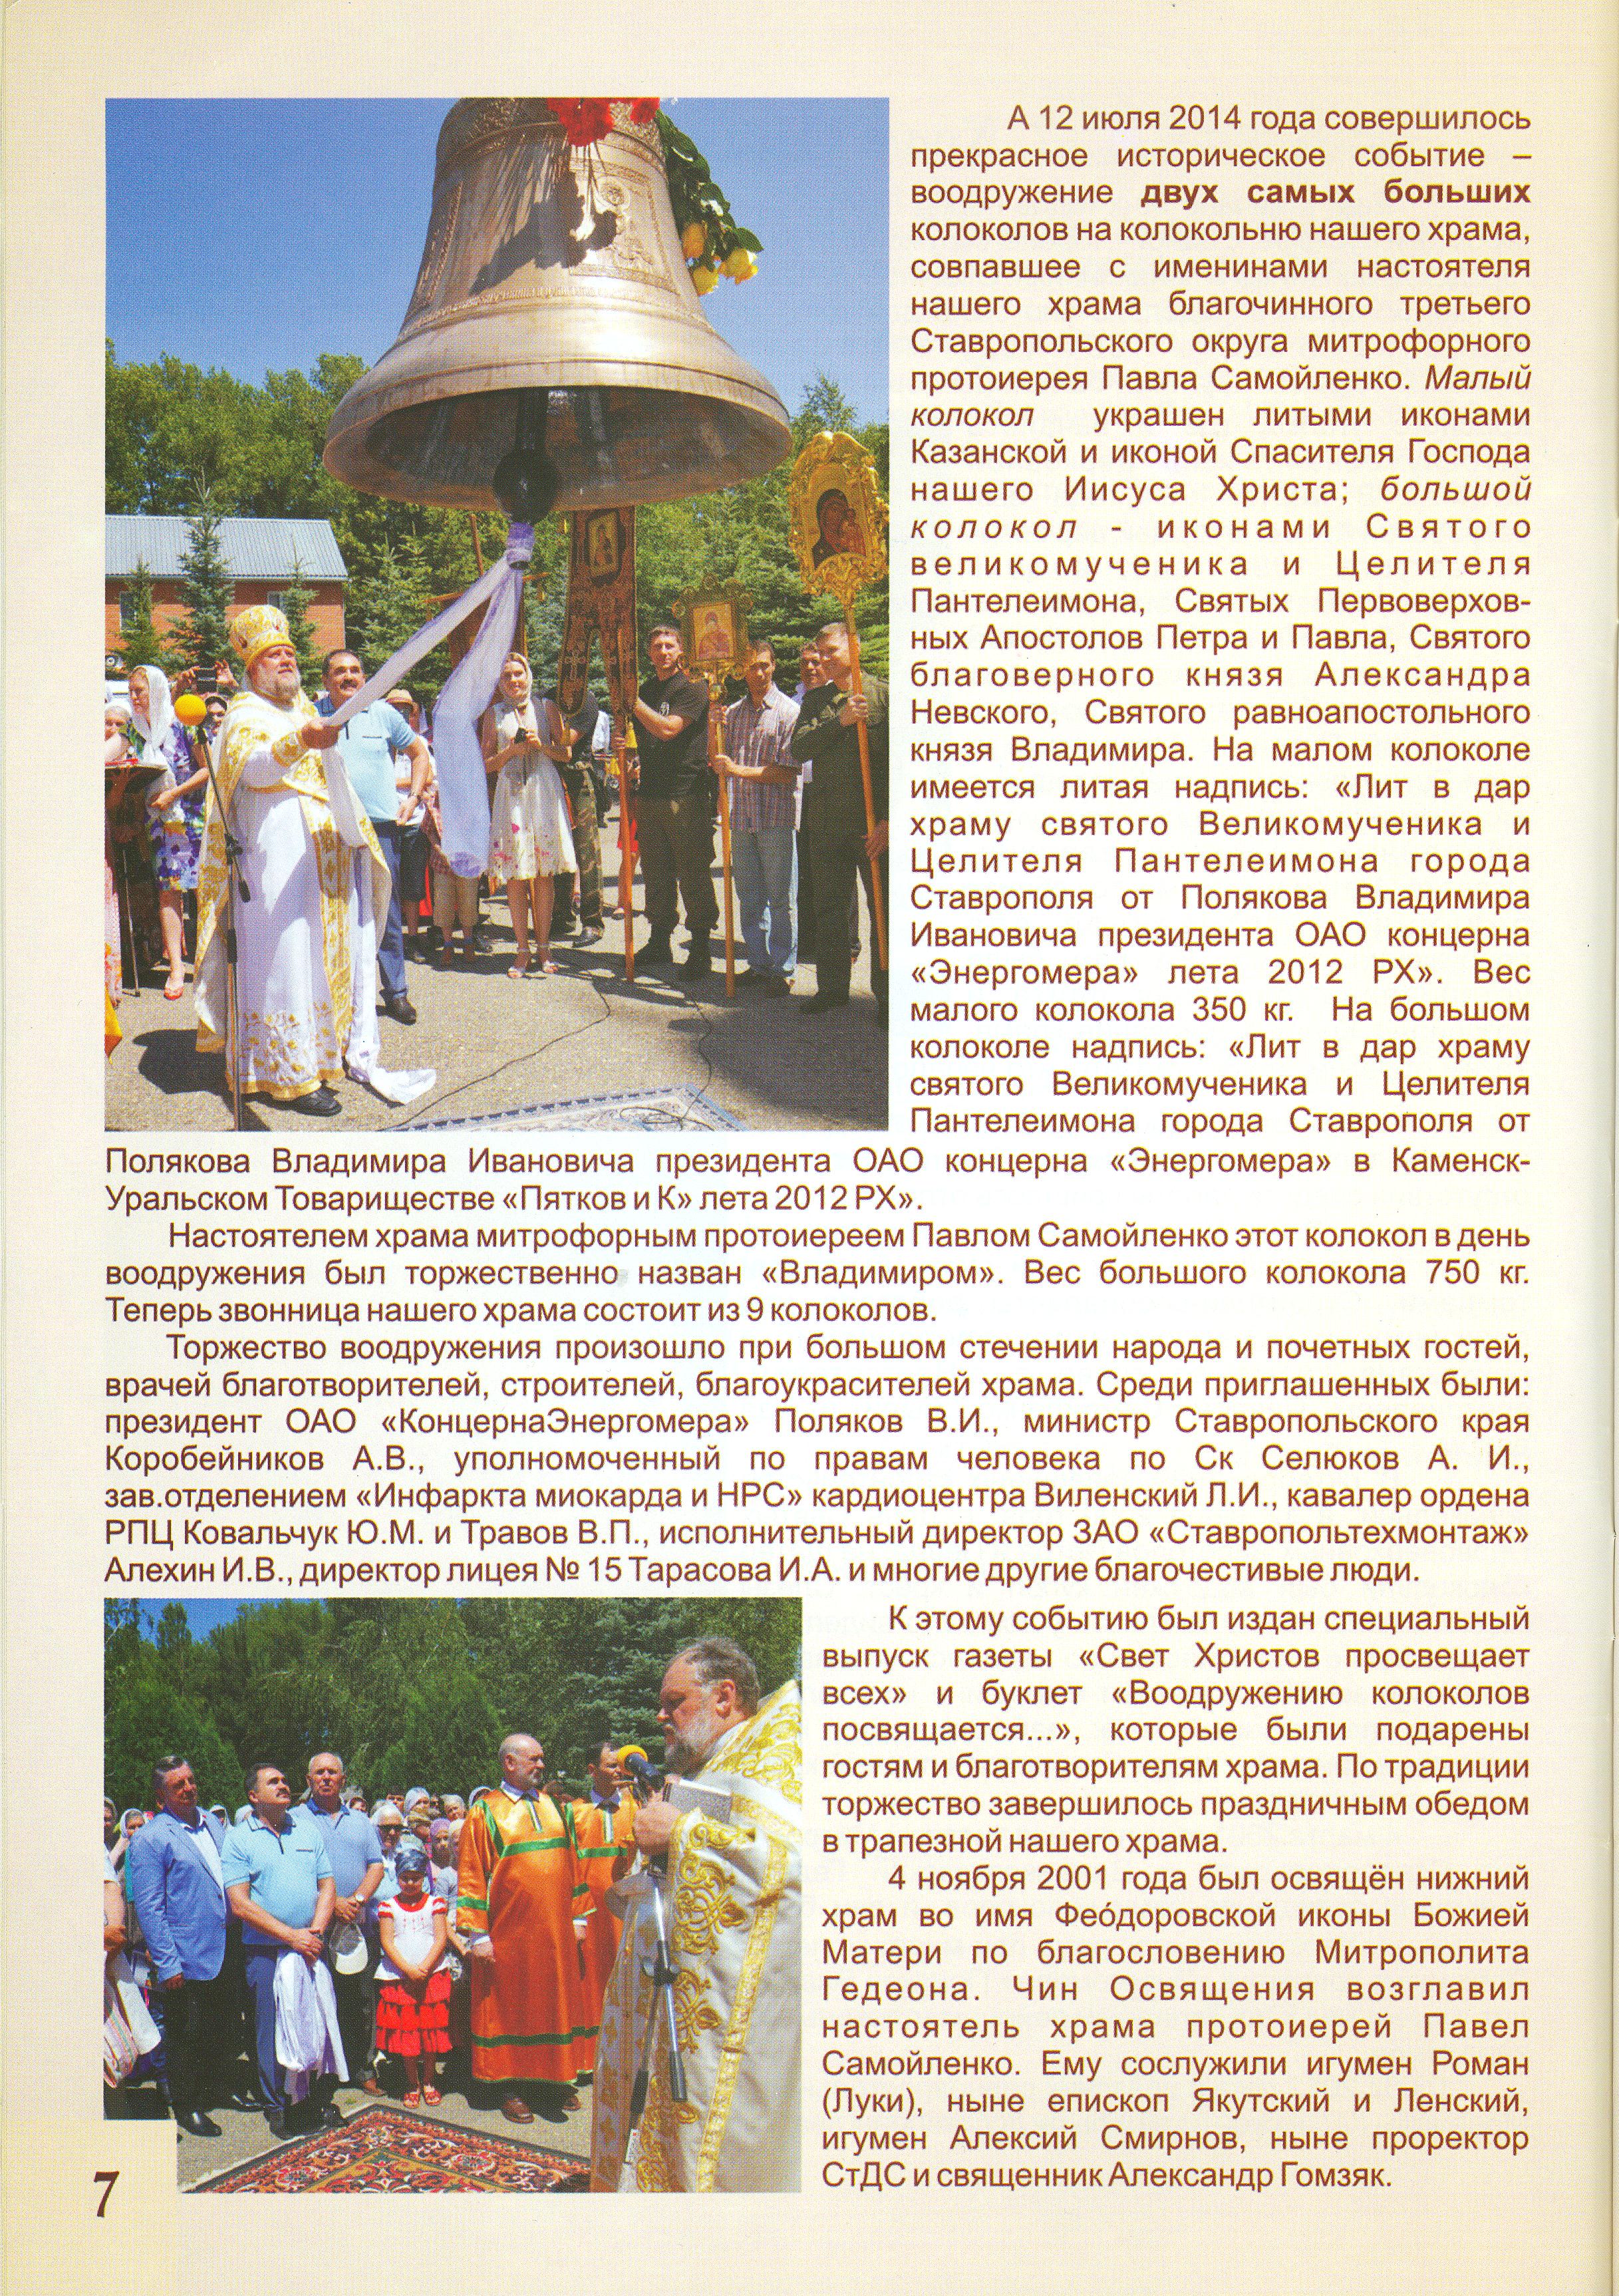 А 12 июля 2014 года совершилось
прекрасное историческое событие –
воодружение двух самых больших
колоколов на колокольню нашего храма,
совпавшее с именинами настоятеля
нашего храма благочинного третьего
Ставропольского округа митрофорного
протоиерея Павла Самойленко. Малый
колокол украшен литыми иконами
Казанской и иконой Спасителя Господа
нашего Иисуса Христа; большой
колокол - иконами Святого
великомученика и Целителя
Пантелеимона, Святых Первоверхов-
ных Апостолов Петра и Павла, Святого
благоверного князя Александра
Невского, Святого равноапостольного
князя Владимира. На малом колоколе
имеется литая надпись: «Лит в дар
храму святого Великомученика и
Целителя Пантелеимона города
Ставрополя от Полякова Владимира
Ивановича президента ОАО концерна
«Энергомера» лета 2012 РХ». Вес
малого колокола 350 кг. На большом
колоколе надпись: «Лит в дар храму
святого Великомученика и Целителя
Пантелеимона города Ставрополя от
Полякова Владимира Ивановича президента ОАО концерна «Энергомера» в Каменск-
Уральском Товариществе «Пятков и К» лета 2012 РХ».
Настоятелем храма митрофорным протоиереем Павлом Самойленко этот колокол в день
воодружения был торжественно назван «Владимиром». Вес большого колокола 750 кг.
Теперь звонница нашего храма состоит из 9 колоколов.
Торжество воодружения произошло при большом стечении народа и почетных гостей,
врачей благотворителей, строителей, благоукрасителей храма. Среди приглашенных были:
президент ОАО «КонцернаЭнергомера» Поляков В.И., министр Ставропольского края
Коробейников А.В., уполномоченный по правам человека по Ск Селюков А. И.,
зав.отделением «Инфаркта миокарда и НРС» кардиоцентра Виленский Л.И., кавалер ордена
РПЦ Ковальчук Ю.М. и Травов В.П., исполнительный директор ЗАО «Ставропольтехмонтаж»
Алехин И.В., директор лицея № 15 Тарасова И.А. и многие другие благочестивые люди.
К этому событию был издан специальный
выпуск газеты «Свет Христов просвещает
всех» и буклет «Воодружению колоколов
посвящается...», которые были подарены
гостям и благотворителям храма. По традиции
торжество завершилось праздничным обедом
в трапезной нашего храма.
4 ноября 2001 года был освящён нижний
храм во имя Фео́доровской иконы Божией
Матери по благословению Митрополита
Гедеона. Чин Освящения возглавил
настоятель храма протоиерей Павел
Самойленко. Ему сослужили игумен Роман
(Луки), ныне епископ Якутский и Ленский,
игумен Алексий Смирнов, ныне проректор
СтДС и священник Александр Гомзяк.
7